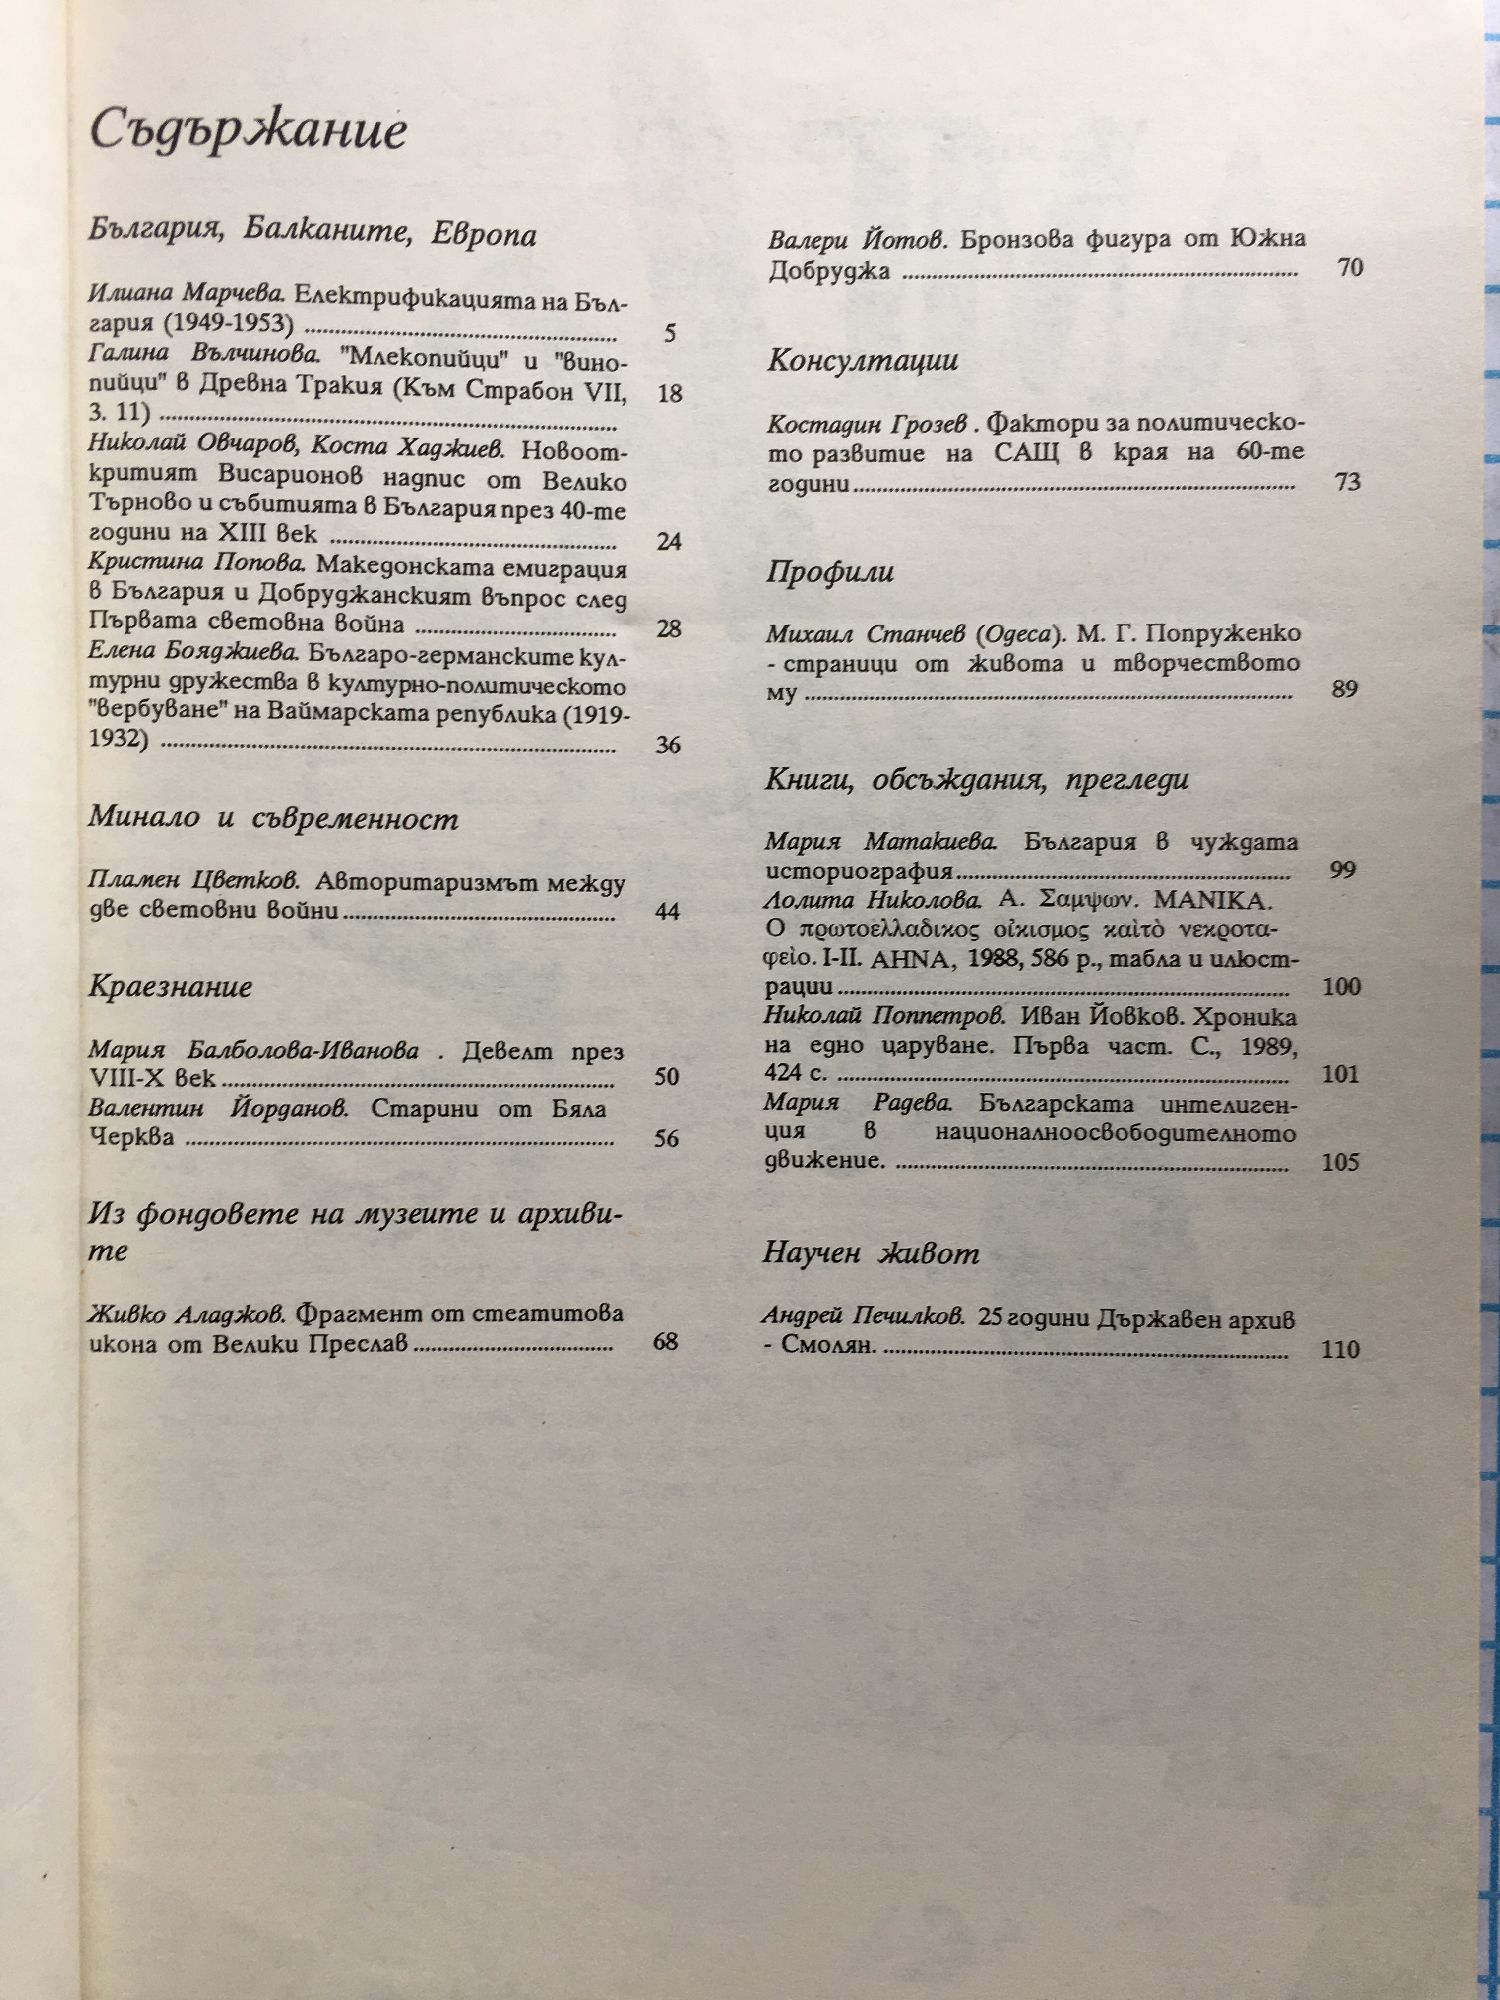 Съдържание
България, Балканите, Европа
Илиана Марчева. Електрификацията на Бъл-
гария (1949-1953) ........ 5
Галина Вълчинова. "Млекопийци" и "вино-
пийци" в Древна Тракия (Към Страбон VII, 18
3. 11) ........
Николай Овчаров, Коста Хаджиев. Новоот-
критият Висарионов надпис от Велико
Търново и събитията в България през 40-те
години на XIII век ........ 24
Кристина Попова. Македонската емиграция
в България и Добруджанският въпрос след
Първата световна война ........ 28
Елена Бояджиева. Българо-германските кул-
турни дружества в културно-политическото
"вербуване" на Ваймарската република (1919-
1932) ........ 36
Минало и съвременност
Пламен Цветков. Авторитаризмът между
две световни войни ........ 44
Краезнание
Мария Балболова-Иванова . Девелт през
VIII-X век ........ 50
Валентин Йорданов. Старини от Бяла
Черква ........ 56
Из фондовете на музеите и архиви-
те
Живко Аладжов. Фрагмент от стеатитова
икона от Велики Преслав ........ 68
Валери Йотов. Бронзова фигура от Южна
Добруджа ........ 70
Консултации
Костадин Грозев . Фактори за политическо-
то развитие на САЩ в края на 60-те
години ........ 73
Профили
Михаил Станчев (Одеса). М. Г. Попруженко
- страници от живота и творчеството
му ........ 89
Книги, обсъждания, прегледи
Мария Матакиева. България в чуждата
историография ........ 99
Лолита Николова. А. Σαμψων. MANIKA.
Ο πρωτοελλαδικος οἰκισμος καἰτὸ νεκροτα-
φεὶο. I-II. AHNA, 1988, 586 p., табла и илюст-
рации ........ 100
Николай Поппетров. Иван Йовков. Хроника
на едно царуване. Първа част. С., 1989,
424 с. ........ 101
Мария Радева. Българската интелиген-
ция в националноосвободителното
движение. ........ 105
Научен живот
Андрей Печилков. 25 години Държавен архив
- Смолян. ........ 110